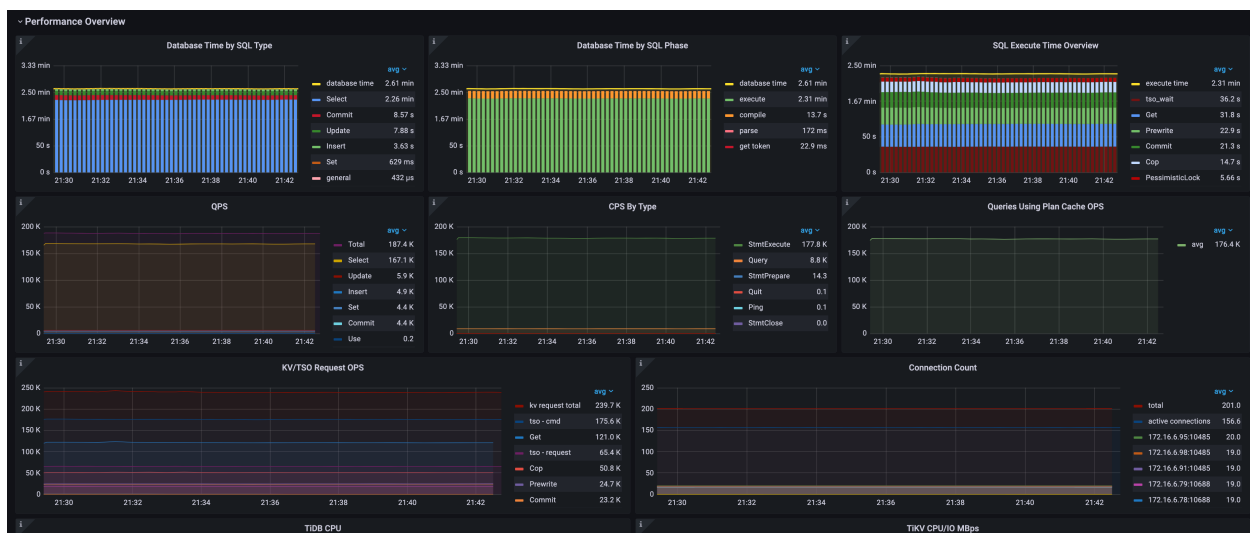 Performance Overview
Database Time by SQL Type
3.33 min
2.50 min
1.67 min
50 s
0 s
21:30 21:32 21:34 21:36 21:38 21:40 21:42
avg
database time 2.61 min
Select 2.26 min
Commit 8.57 s
Update 7.88 s
Insert 3.63 s
Set 629 ms
general 432 µs
Database Time by SQL Phase
3.33 min
2.50 min
1.67 min
50 s
0 s
21:30 21:32 21:34 21:36 21:38 21:40 21:42
avg
database time 2.61 min
execute 2.31 min
compile 13.7 s
parse 172 ms
get token 22.9 ms
SQL Execute Time Overview
2.50 min
1.67 min
50 s
0 s
21:30 21:32 21:34 21:36 21:38 21:40 21:42
avg
execute time 2.31 min
tso_wait 36.2 s
Get 31.8 s
Prewrite 22.9 s
Commit 21.3 s
Cop 14.7 s
PessimisticLock 5.66 s
QPS
200 K
150 K
100 K
50 K
0
21:30 21:32 21:34 21:36 21:38 21:40 21:42
avg
Total 187.4 K
Select 167.1 K
Update 5.9 K
Insert 4.9 K
Set 4.4 K
Commit 4.4 K
Use 0.2
CPS By Type
200 K
150 K
100 K
50 K
0
21:30 21:32 21:34 21:36 21:38 21:40 21:42
avg
StmtExecute 177.8 K
Query 8.8 K
StmtPrepare 14.3
Quit 0.1
Ping 0.1
StmtClose 0.0
Queries Using Plan Cache OPS
200 K
150 K
100 K
50 K
0
21:30 21:32 21:34 21:36 21:38 21:40 21:42
avg
avg 176.4 K
KV/TSO Request OPS
250 K
200 K
150 K
100 K
50 K
0
21:30 21:32 21:34 21:36 21:38 21:40 21:42
avg
kv request total 239.7 K
tso - cmd 175.6 K
Get 121.0 K
tso - request 65.4 K
Cop 50.8 K
Prewrite 24.7 K
Commit 23.2 K
Connection Count
250
200
150
100
50
0
21:30 21:32 21:34 21:36 21:38 21:40 21:42
avg
total 201.0
active connections 156.6
172.16.6.95:10485 20.0
172.16.6.98:10485 19.0
172.16.6.91:10485 19.0
172.16.6.79:10688 19.0
172.16.6.78:10688 19.0
TiDB CPU
TiKV CPU/IO MBps